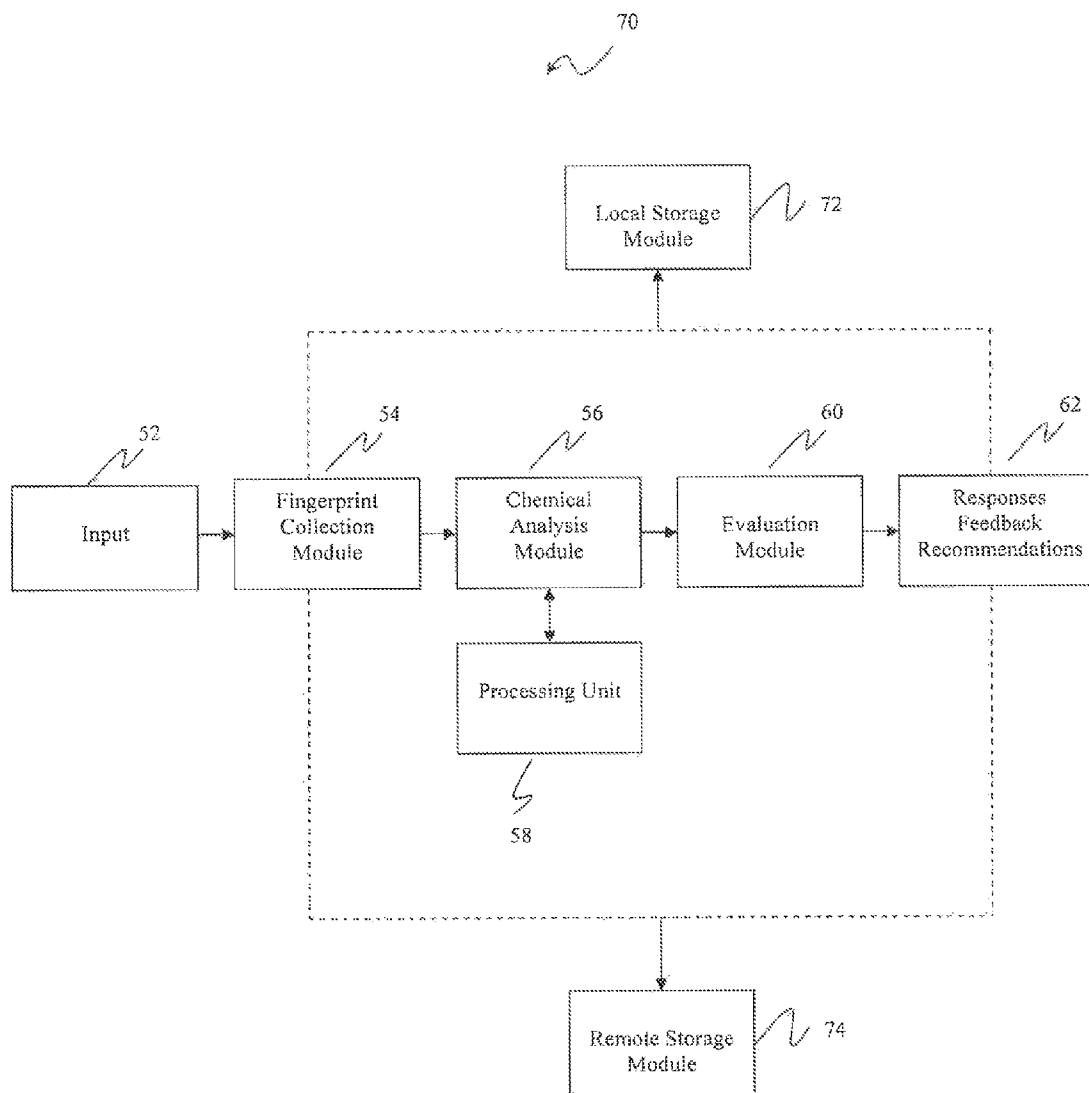 70
Local Storage
Module
72
52
54
56
60
62
Input
Fingerprint
Collection
Module
Chemical
Analysis
Module
Evaluation
Module
Responses
Feedback
Recommendations
Processing Unit
58
Remote Storage
Module
74